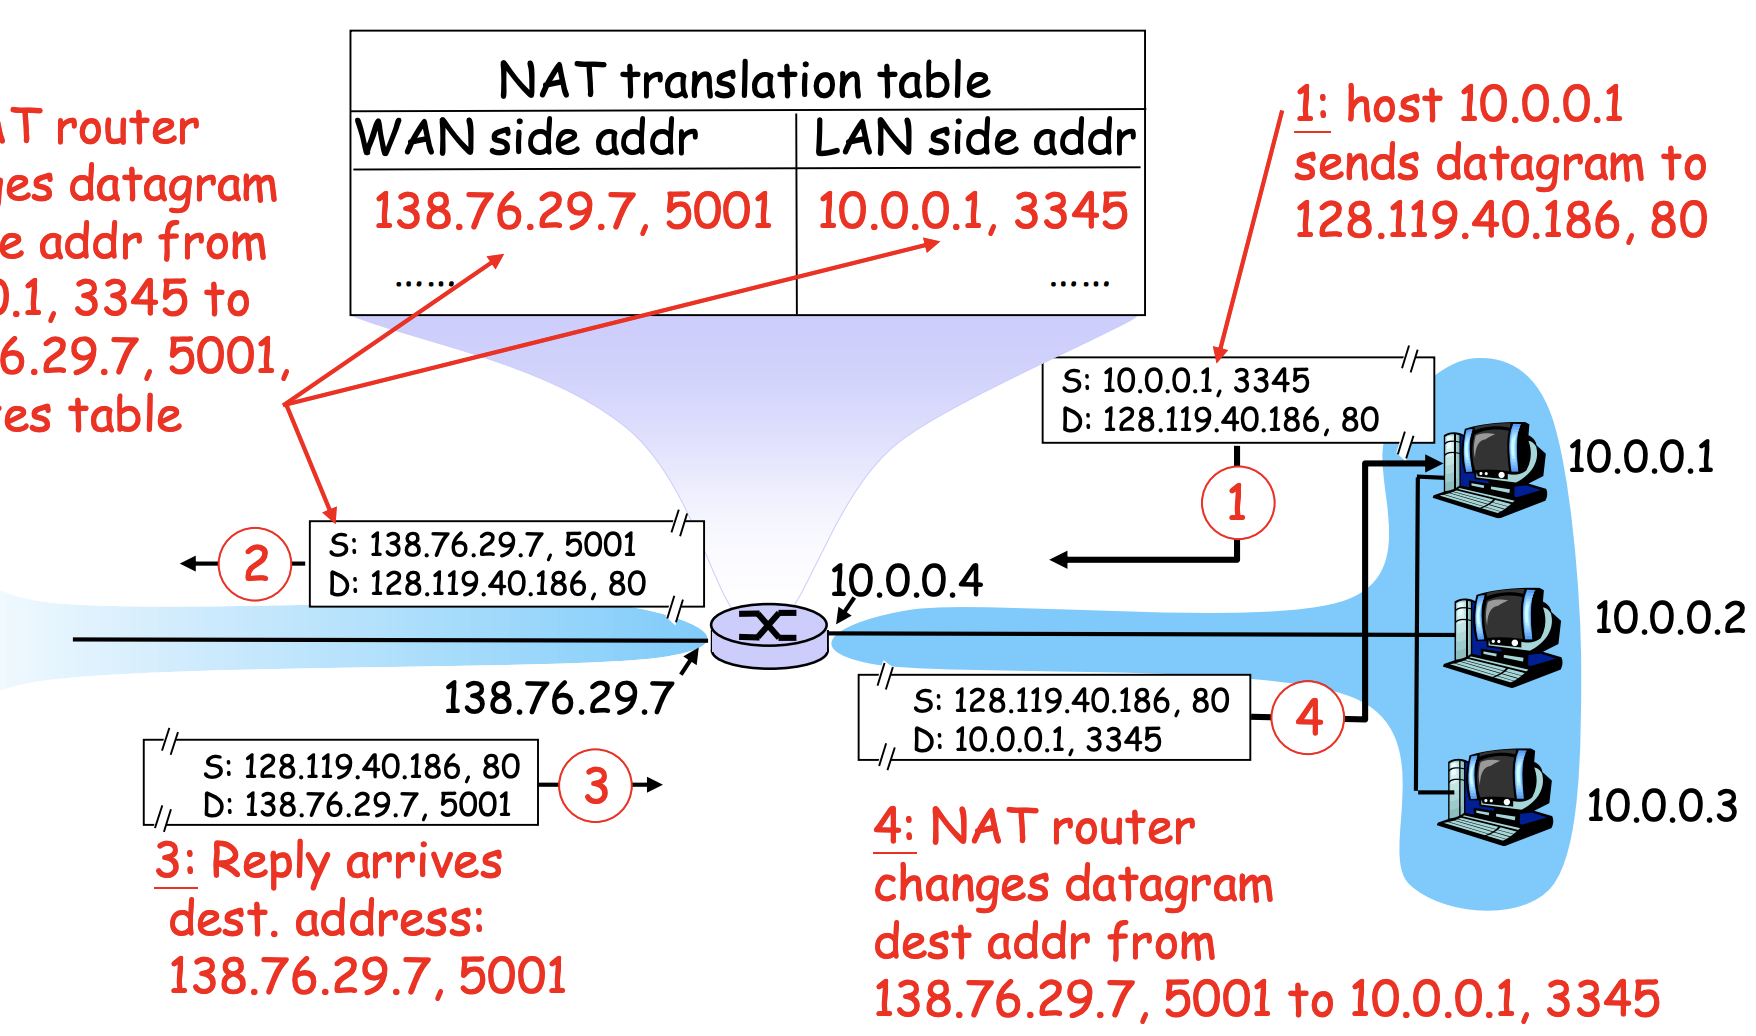 NAT translation table
WAN side addr LAN side addr
138.76.29.7, 5001 10.0.0.1, 3345
...... ......
AT router
ges datagram
e addr from
0.1, 3345 to
6.29.7, 5001,
tes table
1: host 10.0.0.1
sends datagram to
128.119.40.186, 80
S: 10.0.0.1, 3345
D: 128.119.40.186, 80
1
10.0.0.1
2
S: 138.76.29.7, 5001
D: 128.119.40.186, 80
10.0.0.4
10.0.0.2
138.76.29.7
S: 128.119.40.186, 80
D: 10.0.0.1, 3345
4
S: 128.119.40.186, 80
D: 138.76.29.7, 5001
3
10.0.0.3
3: Reply arrives
dest. address:
138.76.29.7, 5001
4: NAT router
changes datagram
dest addr from
138.76.29.7, 5001 to 10.0.0.1, 3345